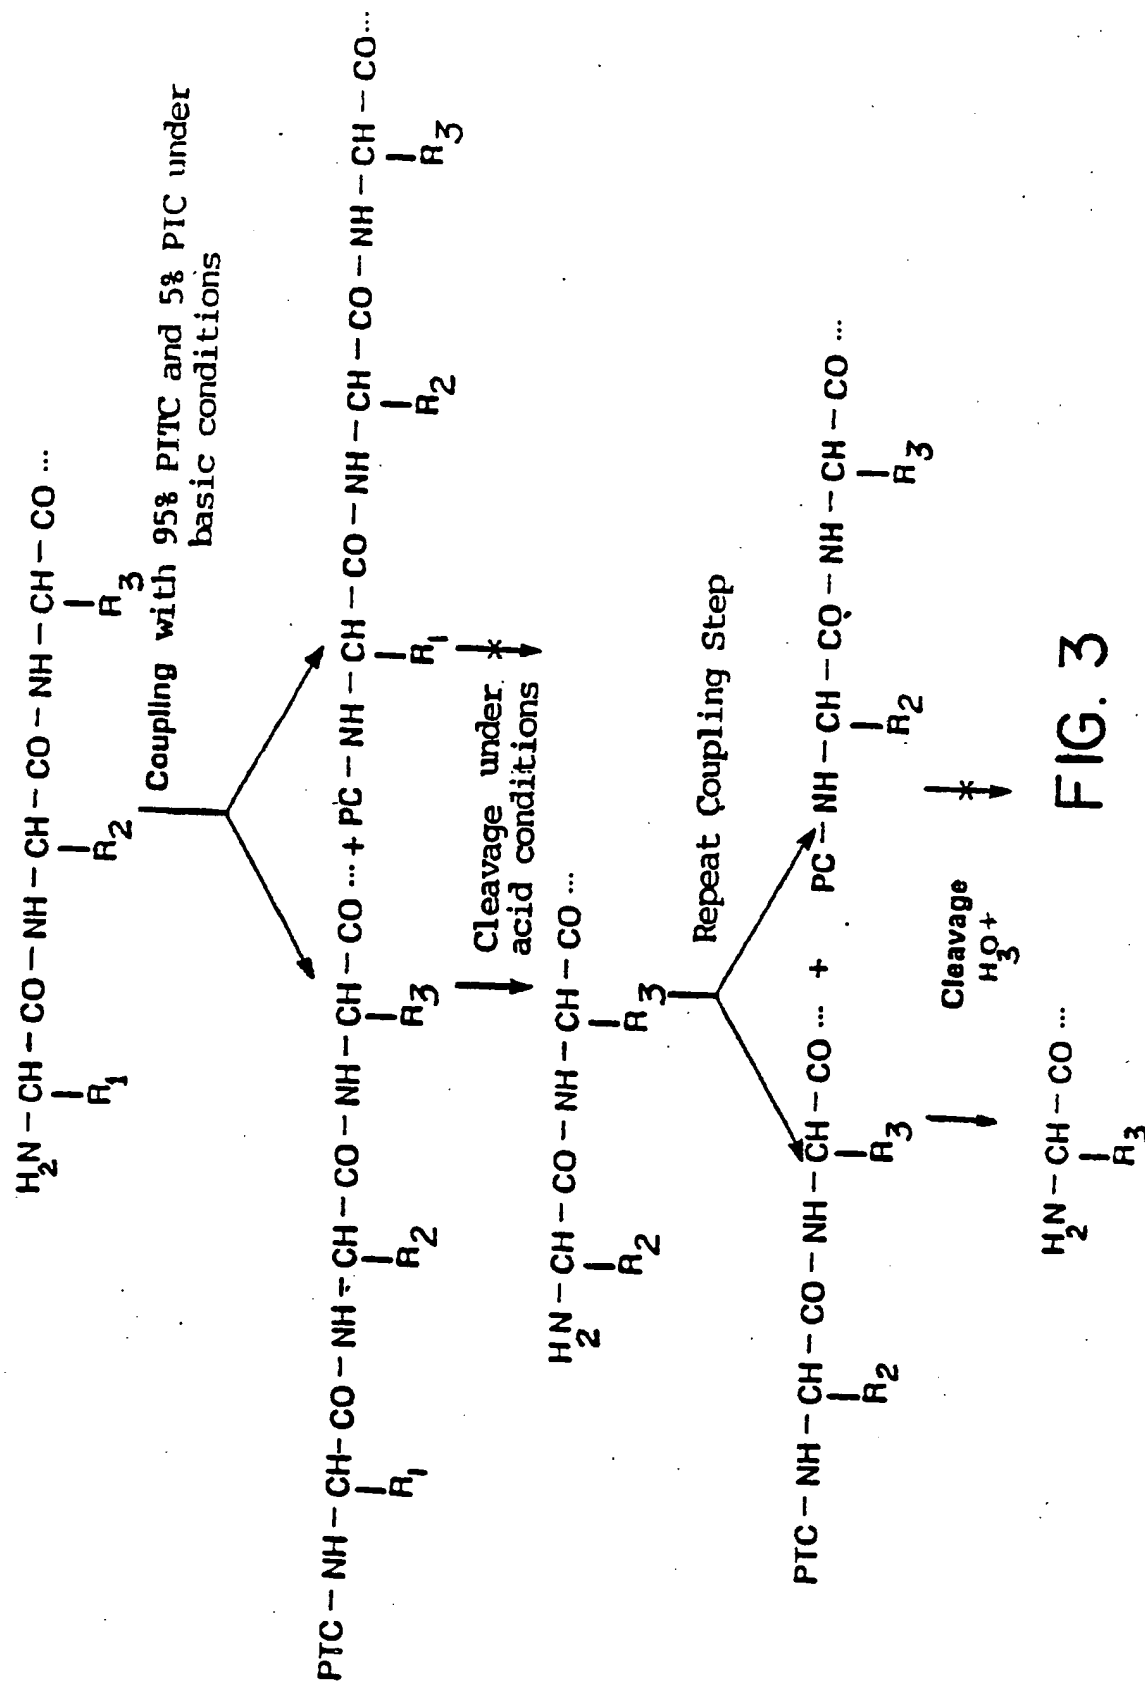 H2N – CH – CO – NH – CH – CO – NH – CH – CO ...
R1 R2 R3
Coupling with 95% PITC and 5% PIC under
basic conditions
PTC – NH – CH – CO – NH – CH – CO – NH – CH – CO ... + PC – NH – CH – CO – NH – CH – CO – NH – CH – CO ...
R1 R2 R3 R1 R2 R3
Cleavage under
acid conditions
H2N – CH – CO – NH – CH – CO ...
R2 R3
Repeat Coupling Step
PTC – NH – CH – CO – NH – CH – CO ... + PC – NH – CH – CO – NH – CH – CO ...
R2 R3 R2 R3
Cleavage
H3O+
H2N – CH – CO ...
R3
FIG. 3